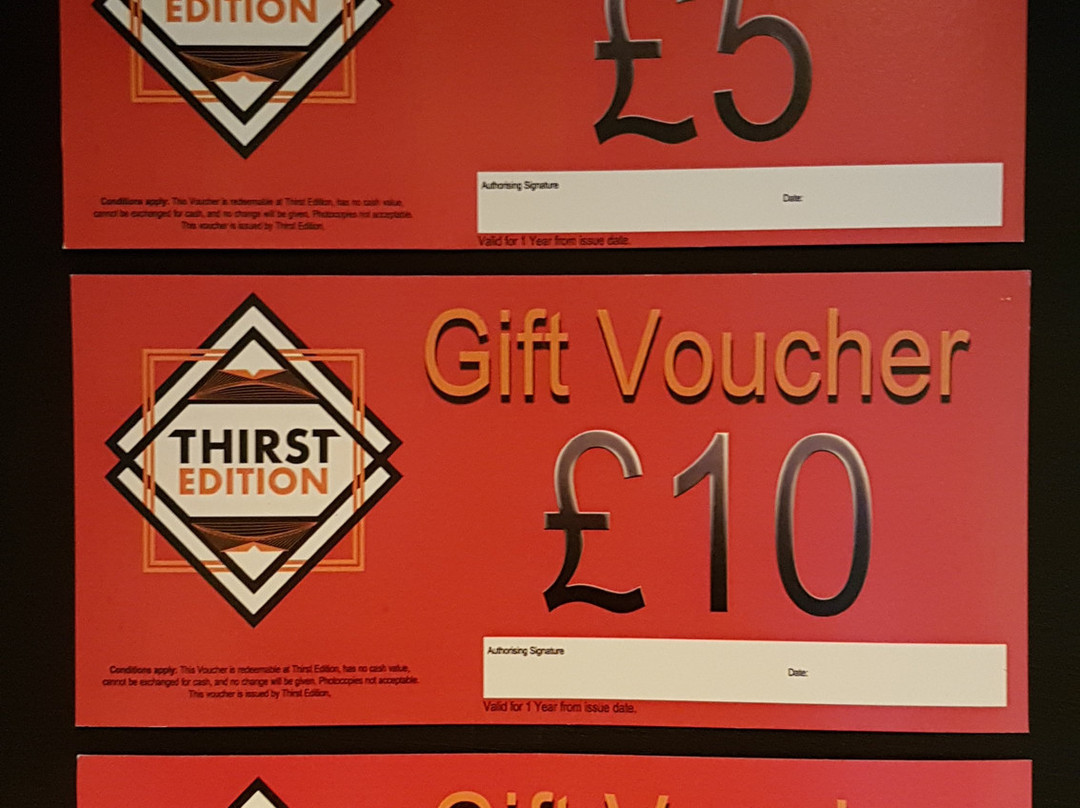 EDITION
£5
Authorising Signature
Date:
Conditions apply: This Voucher is redeemable at Thirst Edition, has no cash value,
cannot be exchanged for cash, and no change will be given. Photocopies not acceptable.
This voucher is issued by Thirst Edition.
Valid for 1 Year from issue date.
Gift Voucher
THIRST
EDITION
£10
Authorising Signature
Date:
Conditions apply: This Voucher is redeemable at Thirst Edition, has no cash value,
cannot be exchanged for cash, and no change will be given. Photocopies not acceptable.
This voucher is issued by Thirst Edition.
Valid for 1 Year from issue date.
Gift Voucher